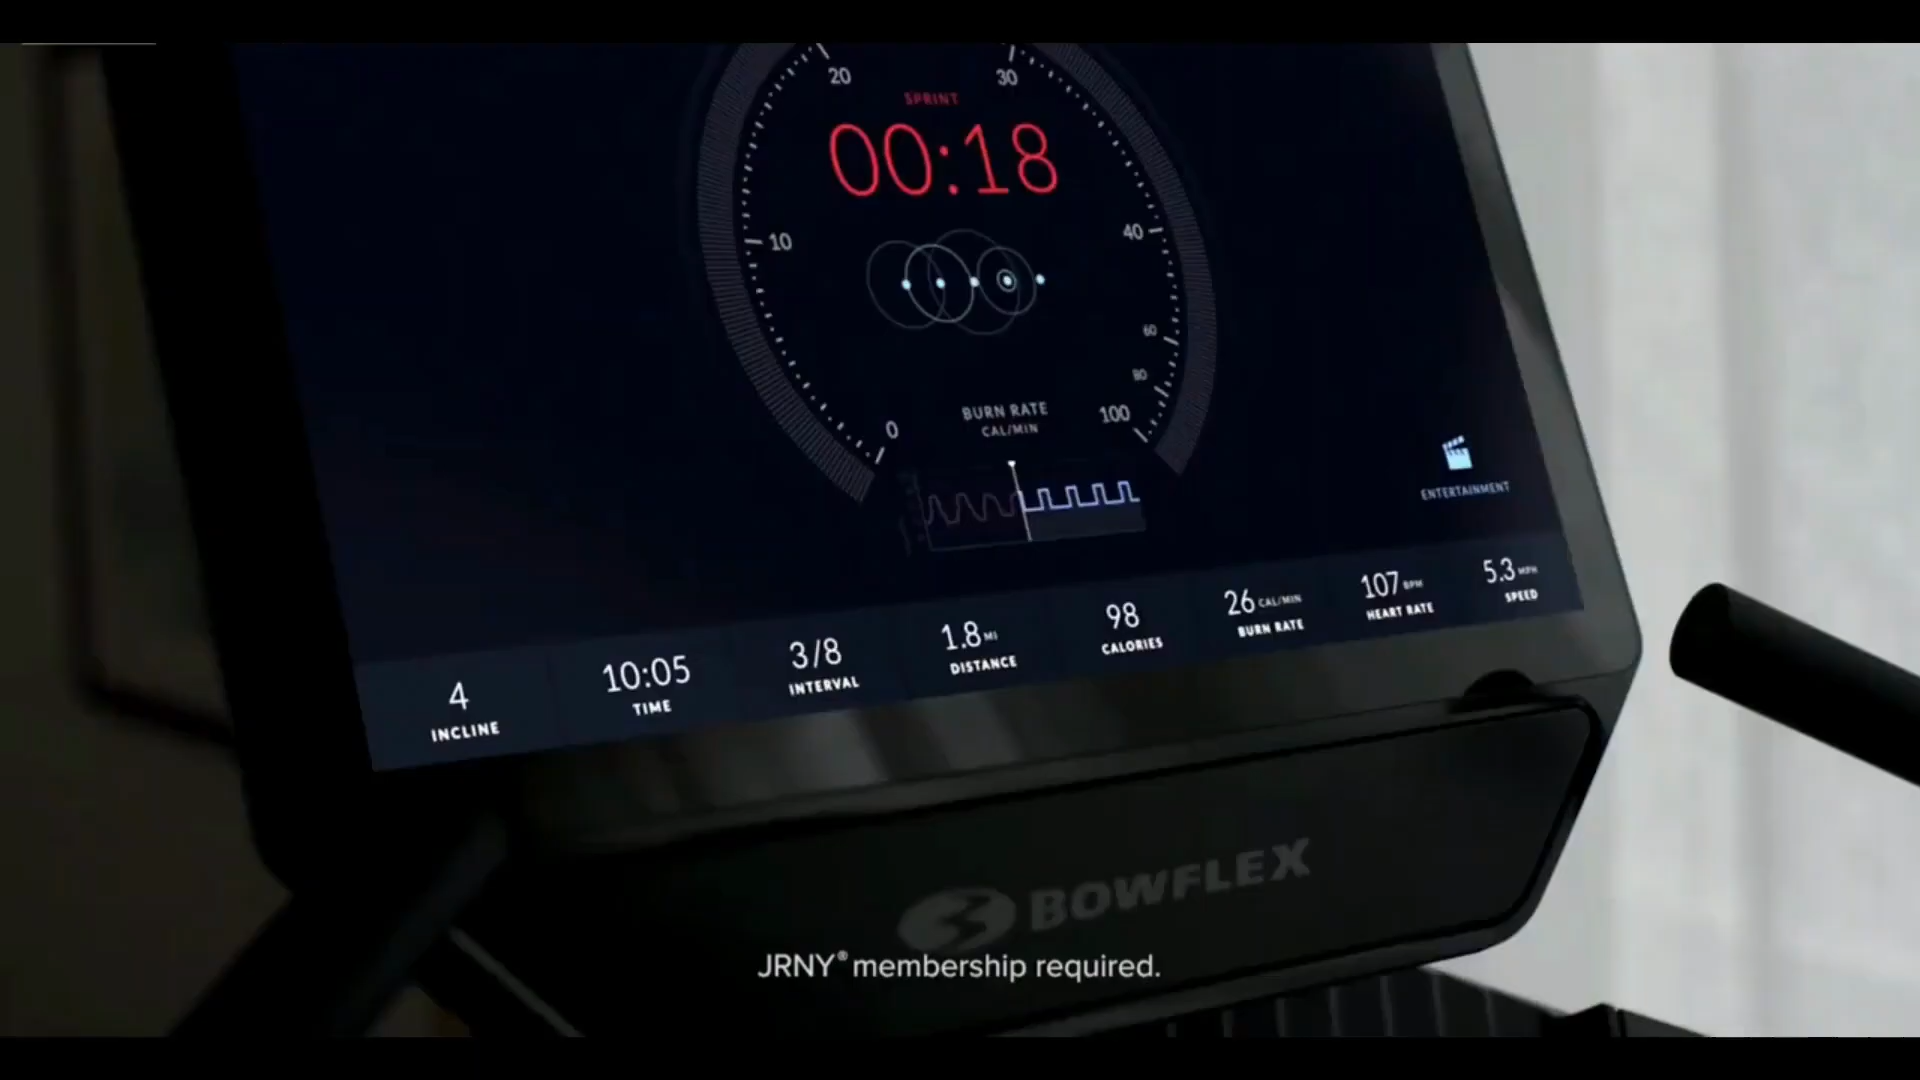 20
30
SPRINT
00:18
10
40
60
80
0
BURN RATE
100
CAL/MIN
ENTERTAINMENT
4
INCLINE
10:05
TIME
3/8
INTERVAL
1.8 MI
DISTANCE
98
CALORIES
26 CAL/MIN
BURN RATE
107 BPM
HEART RATE
5.3 MPH
SPEED
BOWFLEX
JRNY® membership required.